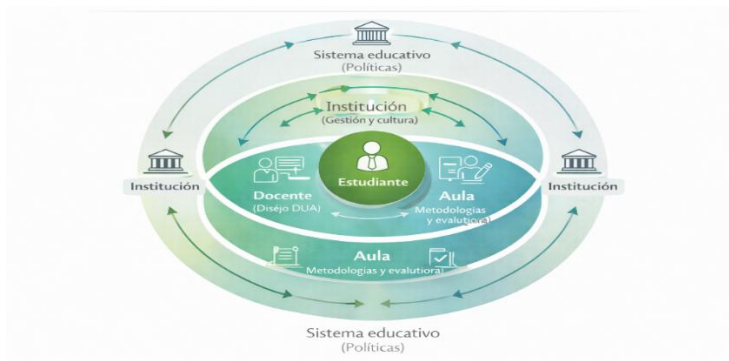 Sistema educativo
(Políticas)
Institución
(Gestión y cultura)
Institución
Estudiante
Institución
Docente
(Diséjo DUA)
Aula
Metodologías
y evalutiora)
Aula
Metodologías y evalutiora)
Sistema educativo
(Políticas)